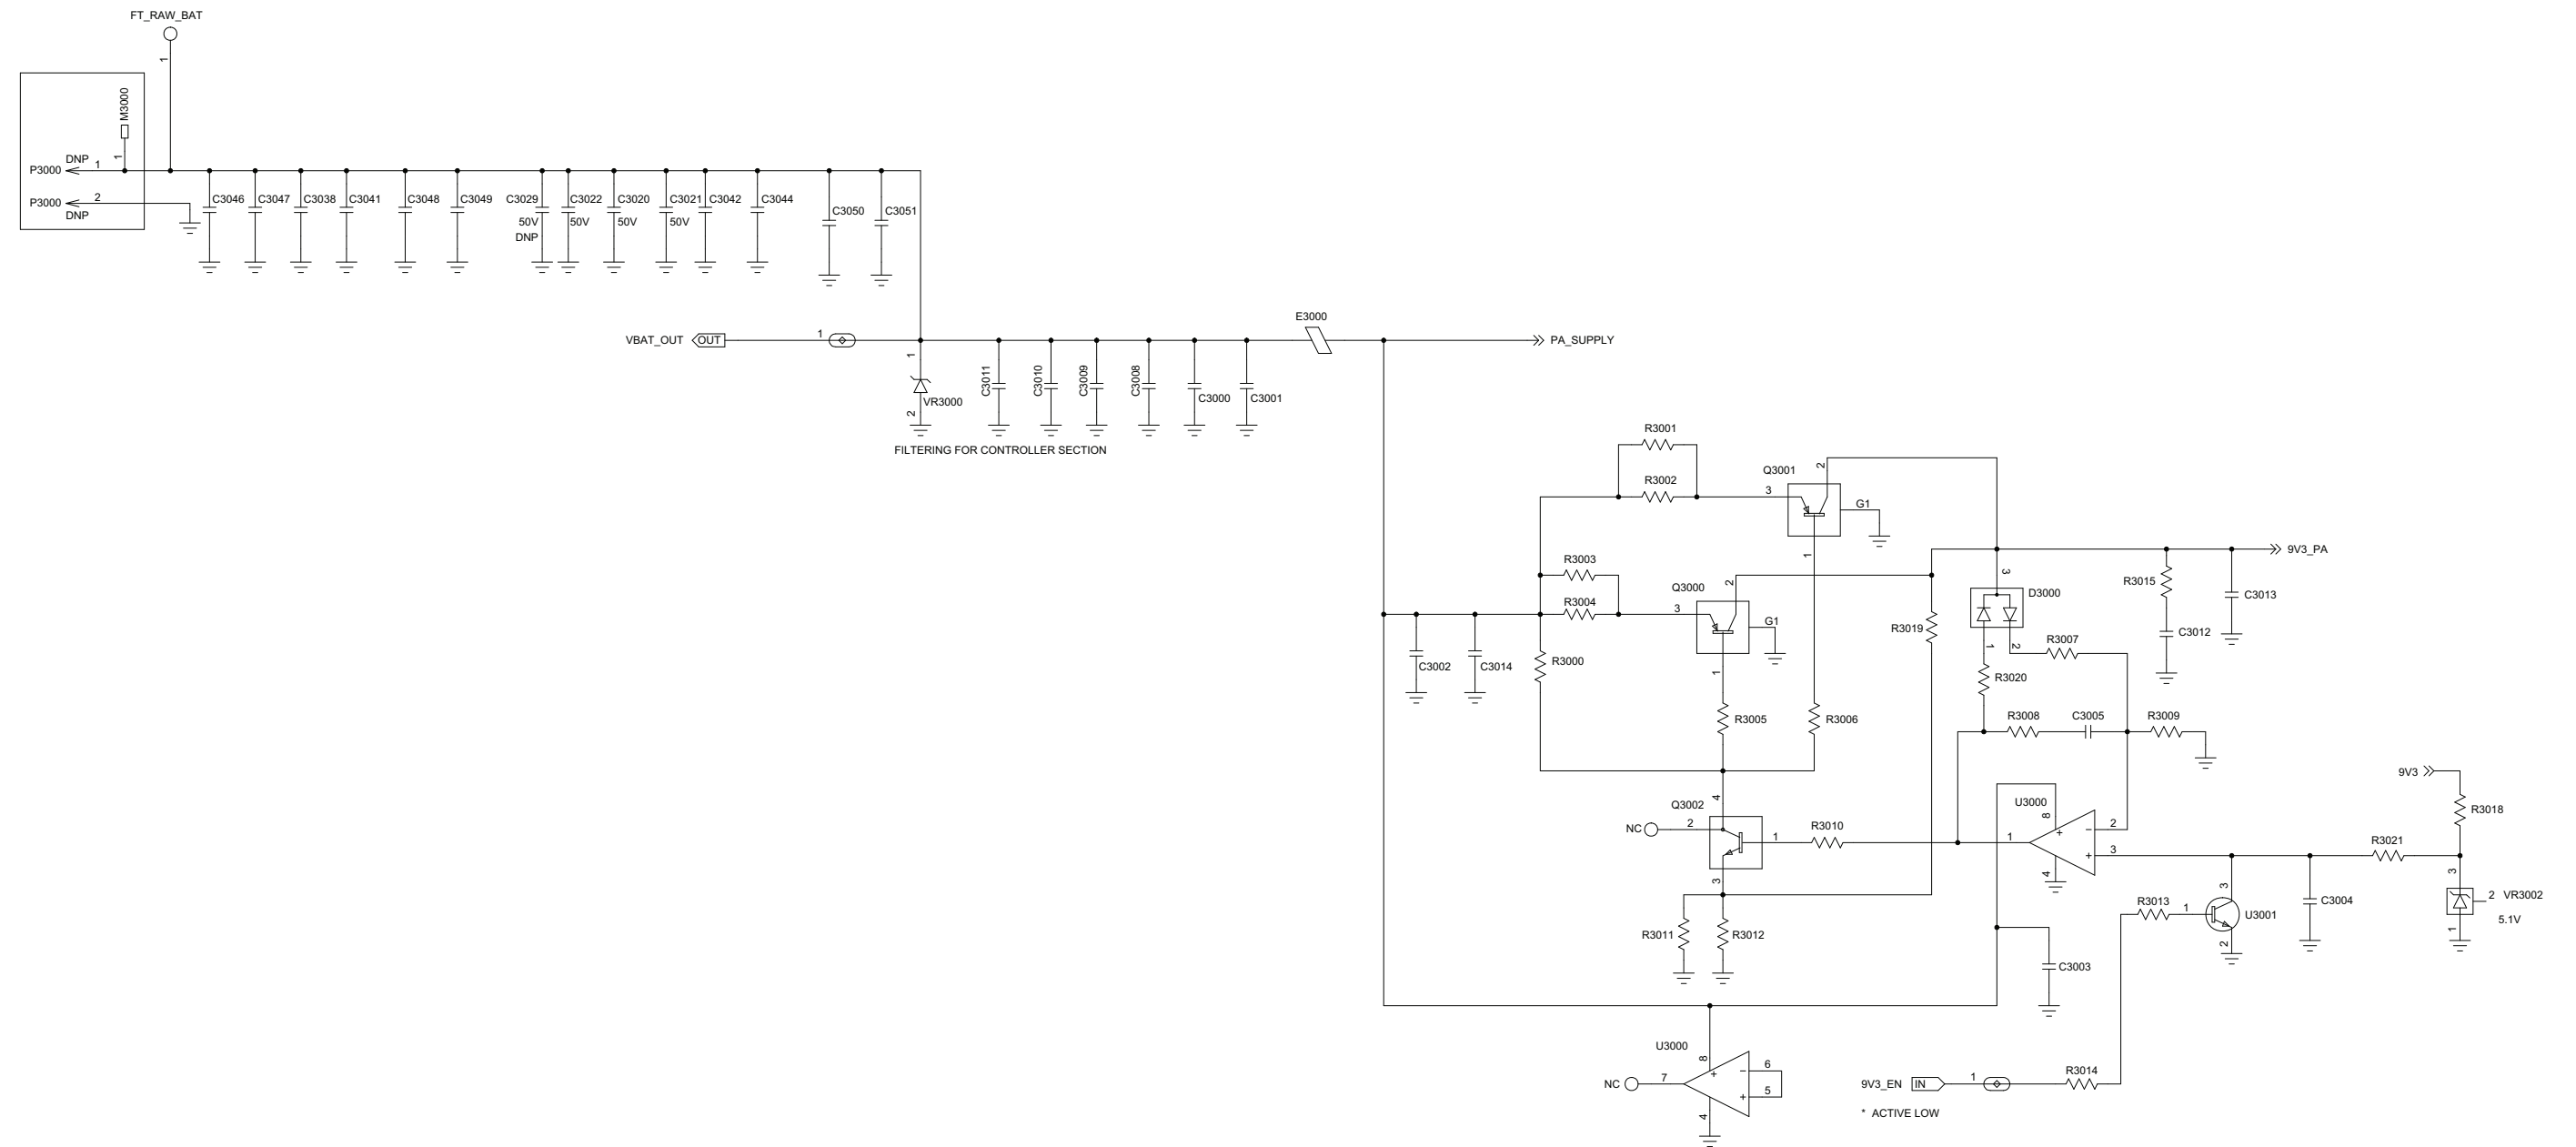 FT_RAW_BAT
1
M3000
1
DNP
P3000 1
P3000 2
DNP
C3046 C3047 C3038 C3041 C3048 C3049 C3029 C3022 C3020 C3021 C3042 C3044 C3050 C3051
50V 50V 50V 50V
DNP
E3000
VBAT_OUT OUT 1 PA_SUPPLY
1
VR3000
2
C3011 C3010 C3009 C3008 C3000 C3001
FILTERING FOR CONTROLLER SECTION
R3001
Q3001 2
R3002
3 G1
1
9V3_PA
R3003
Q3000 2
R3004
3 G1
1
3
D3000
R3015 C3013
C3012
R3019
R3007
1 2
R3020
C3002 C3014 R3000
R3005 R3006
R3008 C3005 R3009
9V3
R3018
Q3002 4
NC 2
1 R3010
3
U3000
8
1 + - 2
+ 3
4
R3021
3
2 VR3002
5.1V
1
R3013 1
3
U3001
2
C3004
R3011 R3012
C3003
U3000
8
NC 7 + - 6
+ 5
4
9V3_EN IN 1 R3014
* ACTIVE LOW